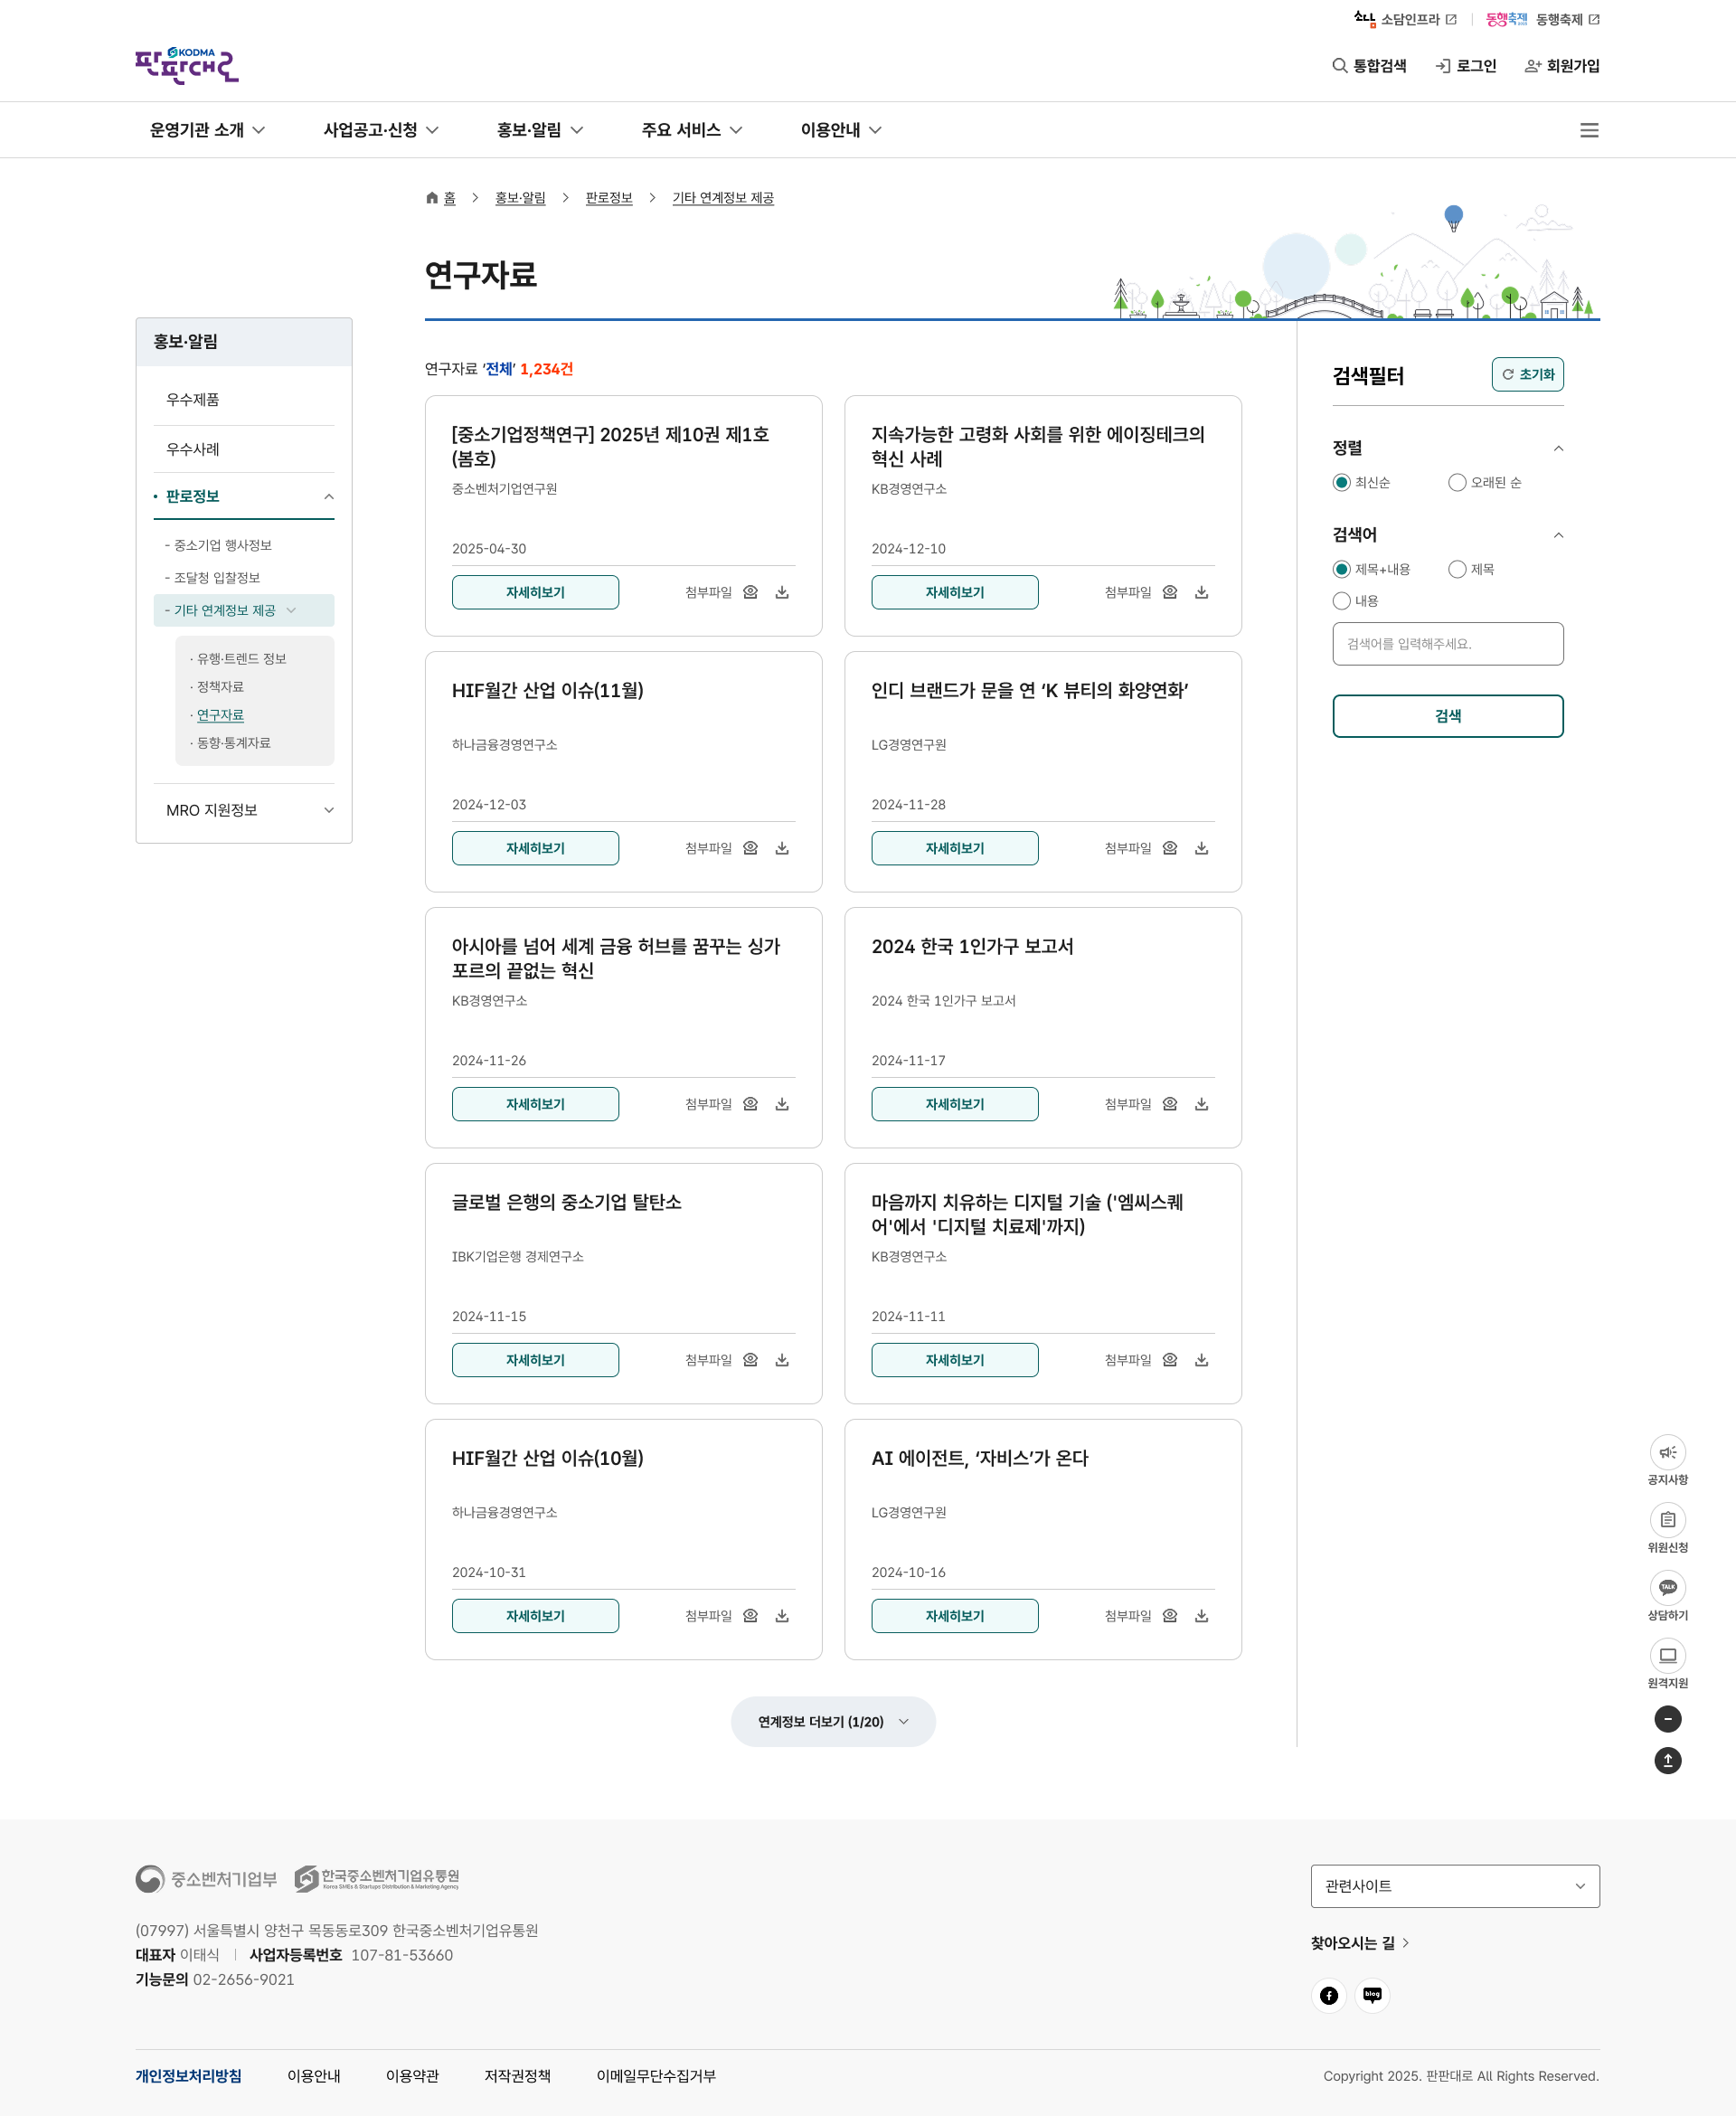 소담 소담인프라
동행축제 동행축제
KODMA
판판대로
통합검색
로그인
회원가입
운영기관 소개
사업공고·신청
홍보·알림
주요 서비스
이용안내
홈
홍보·알림
판로정보
기타 연계정보 제공
연구자료
홍보·알림
우수제품
우수사례
판로정보
- 중소기업 행사정보
- 조달청 입찰정보
- 기타 연계정보 제공
· 유행·트렌드 정보
· 정책자료
· 연구자료
· 동향·통계자료
MRO 지원정보
연구자료 '전체' 1,234건
[중소기업정책연구] 2025년 제10권 제1호
(봄호)
중소벤처기업연구원
2025-04-30
자세히보기
첨부파일
지속가능한 고령화 사회를 위한 에이징테크의
혁신 사례
KB경영연구소
2024-12-10
자세히보기
첨부파일
HIF월간 산업 이슈(11월)
하나금융경영연구소
2024-12-03
자세히보기
첨부파일
인디 브랜드가 문을 연 ‘K 뷰티의 화양연화’
LG경영연구원
2024-11-28
자세히보기
첨부파일
아시아를 넘어 세계 금융 허브를 꿈꾸는 싱가
포르의 끝없는 혁신
KB경영연구소
2024-11-26
자세히보기
첨부파일
2024 한국 1인가구 보고서
2024 한국 1인가구 보고서
2024-11-17
자세히보기
첨부파일
글로벌 은행의 중소기업 탈탄소
IBK기업은행 경제연구소
2024-11-15
자세히보기
첨부파일
마음까지 치유하는 디지털 기술 ('엠씨스퀘
어'에서 '디지털 치료제'까지)
KB경영연구소
2024-11-11
자세히보기
첨부파일
HIF월간 산업 이슈(10월)
하나금융경영연구소
2024-10-31
자세히보기
첨부파일
AI 에이전트, ‘자비스’가 온다
LG경영연구원
2024-10-16
자세히보기
첨부파일
연계정보 더보기 (1/20)
검색필터
초기화
정렬
최신순
오래된 순
검색어
제목+내용
제목
내용
검색어를 입력해주세요.
검색
공지사항
위원신청
TALK
상담하기
원격지원
중소벤처기업부
한국중소벤처기업유통원
Korea SMEs & Startups Distribution & Marketing Agency
(07997) 서울특별시 양천구 목동동로309 한국중소벤처기업유통원
대표자 이태식
사업자등록번호 107-81-53660
기능문의 02-2656-9021
관련사이트
찾아오시는 길
blog
개인정보처리방침
이용안내
이용약관
저작권정책
이메일무단수집거부
Copyright 2025. 판판대로 All Rights Reserved.